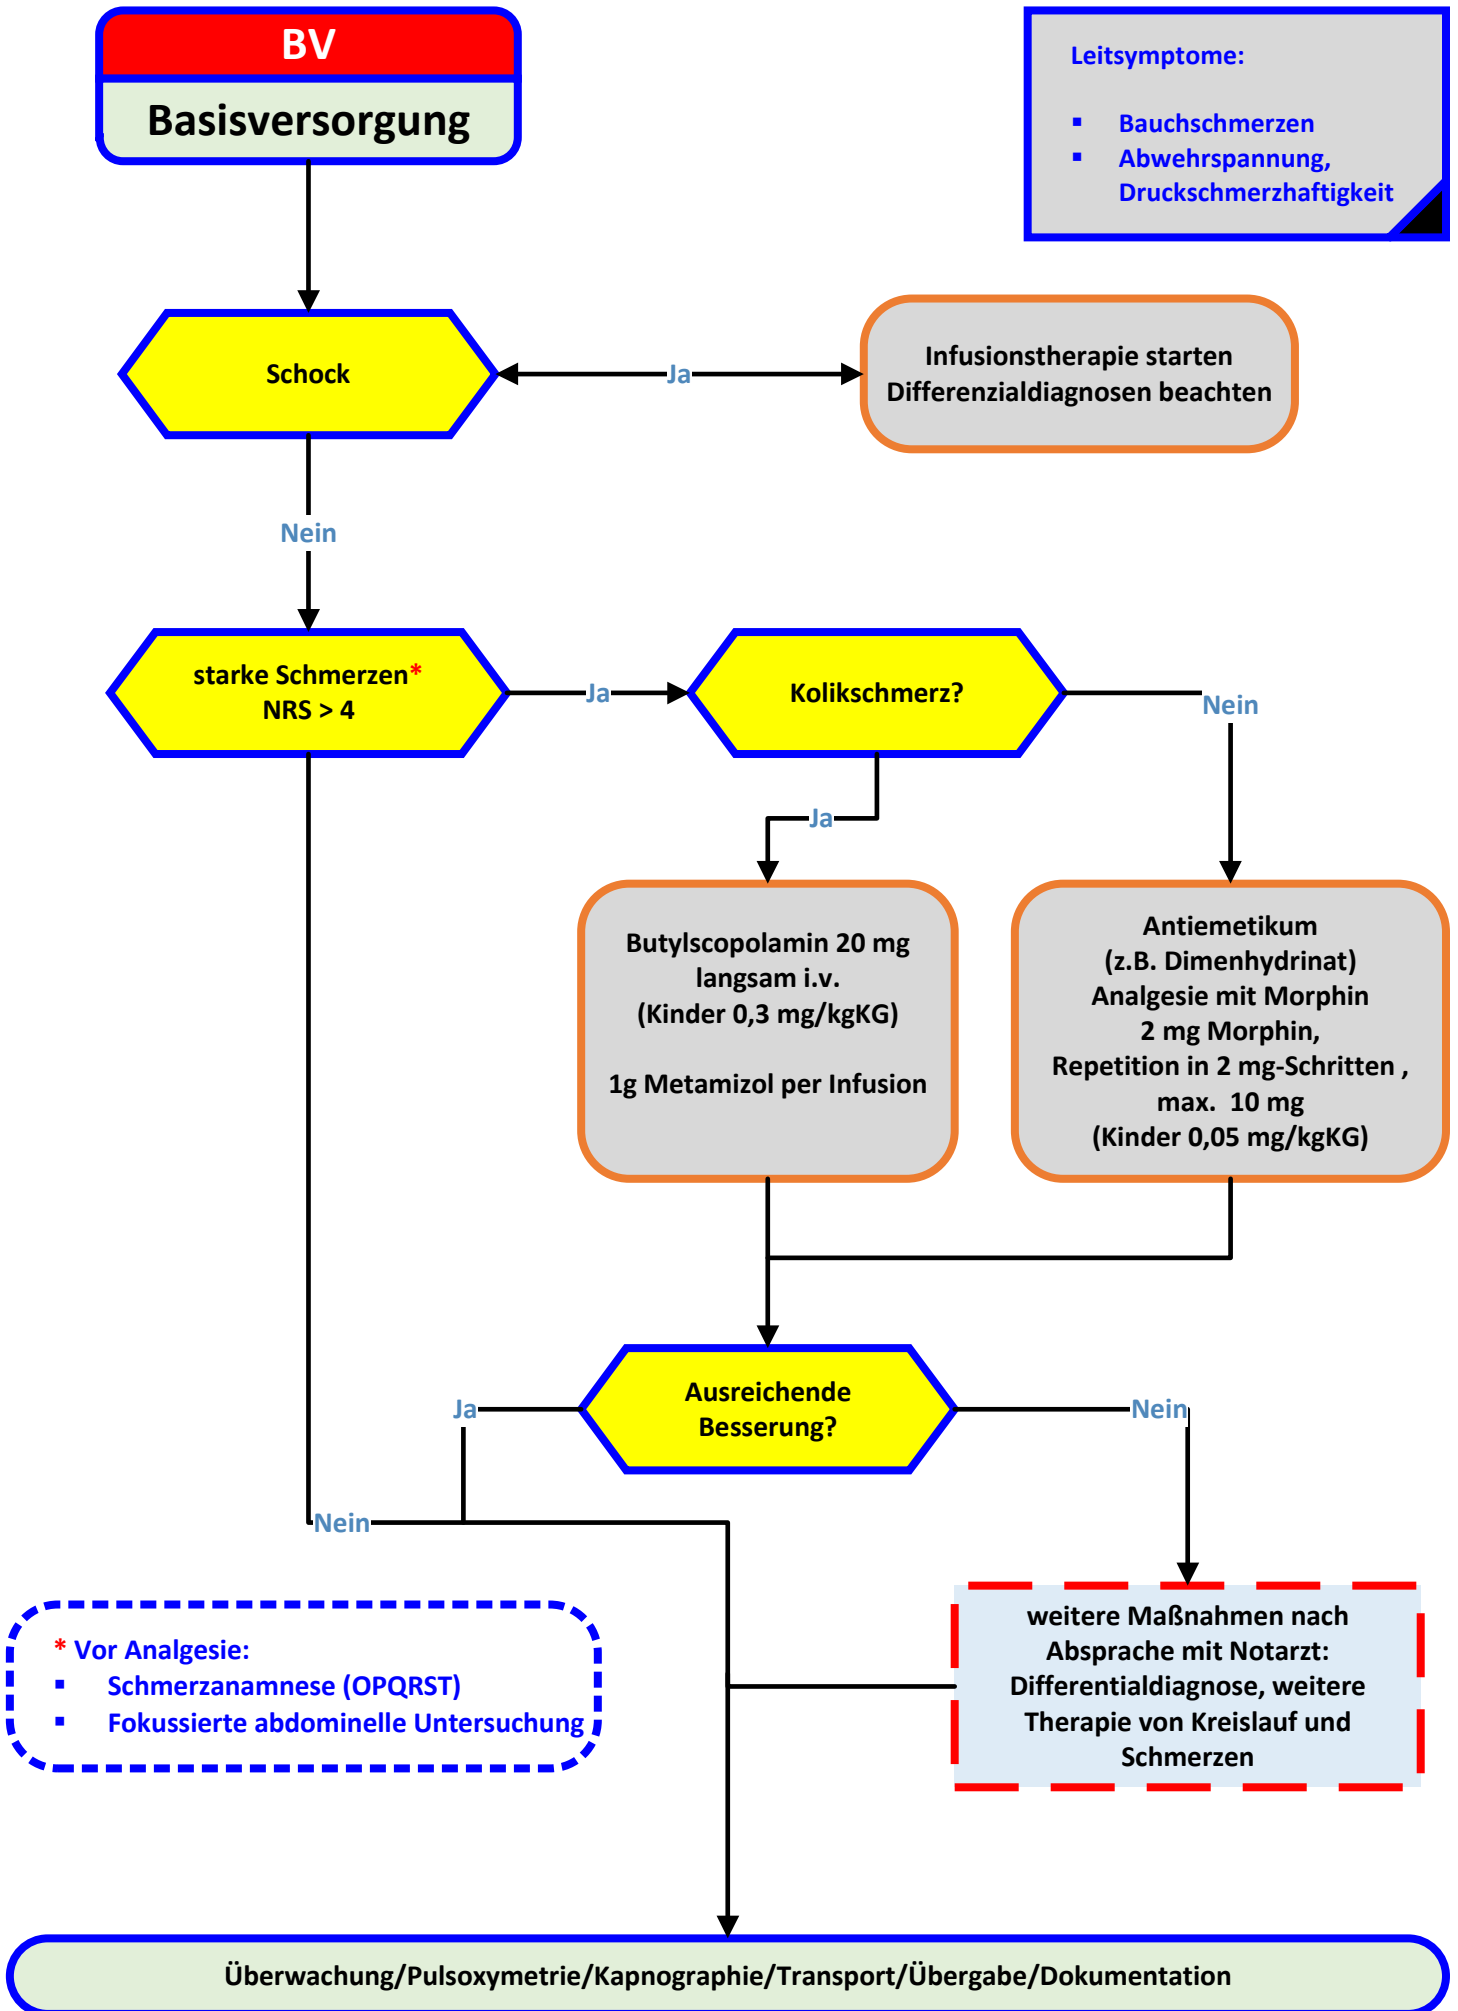 BV
Basisversorgung
Leitsymptome:
▪ Bauchschmerzen
▪ Abwehrspannung,
Druckschmerzhaftigkeit
Schock
Ja
Infusionstherapie starten
Differenzialdiagnosen beachten
Nein
starke Schmerzen*
NRS > 4
Ja
Kolikschmerz?
Nein
Ja
Butylscopolamin 20 mg
langsam i.v.
(Kinder 0,3 mg/kgKG)
1g Metamizol per Infusion
Antiemetikum
(z.B. Dimenhydrinat)
Analgesie mit Morphin
2 mg Morphin,
Repetition in 2 mg-Schritten ,
max. 10 mg
(Kinder 0,05 mg/kgKG)
Ausreichende
Besserung?
Ja
Nein
Nein
* Vor Analgesie:
▪ Schmerzanamnese (OPQRST)
▪ Fokussierte abdominelle Untersuchung
weitere Maßnahmen nach
Absprache mit Notarzt:
Differentialdiagnose, weitere
Therapie von Kreislauf und
Schmerzen
Überwachung/Pulsoxymetrie/Kapnographie/Transport/Übergabe/Dokumentation